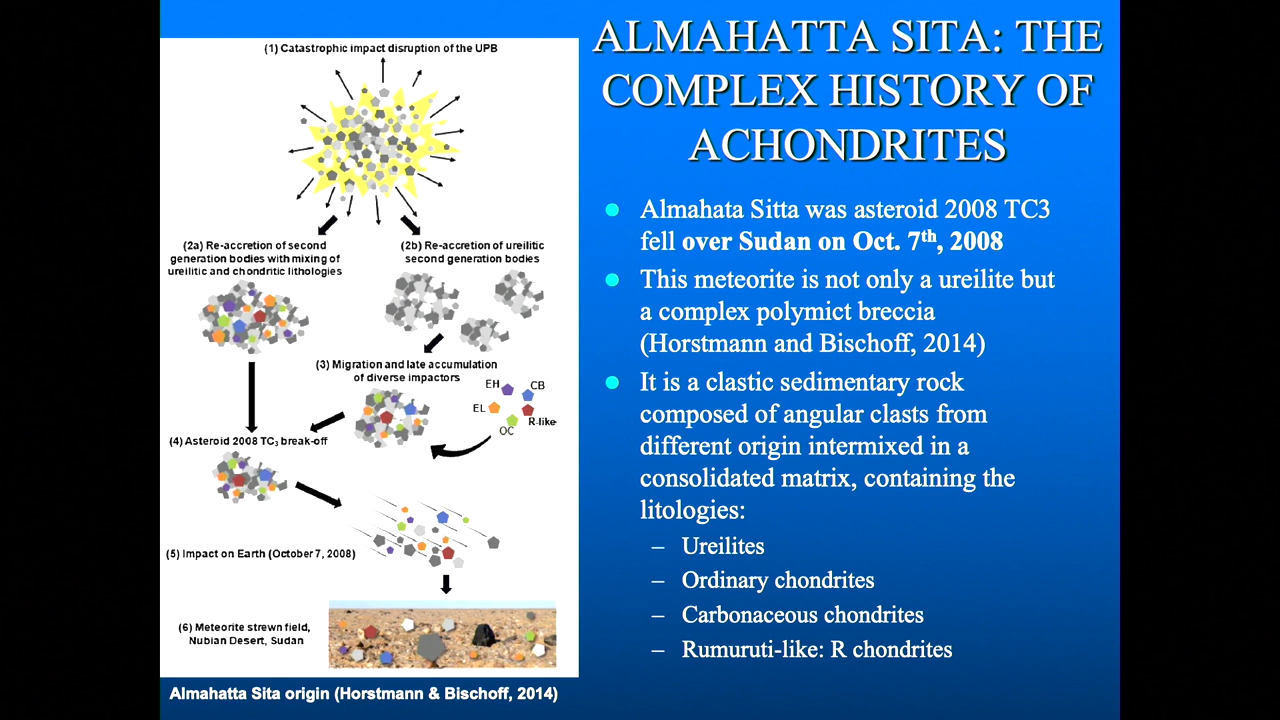 ALMAHATTA SITA: THE
COMPLEX HISTORY OF
ACHONDRITES
(1) Catastrophic impact disruption of the UPB
(2a) Re-accretion of second
generation bodies with mixing of
ureilitic and chondritic lithologies
(2b) Re-accretion of ureilitic
second generation bodies
(3) Migration and late accumulation
of diverse impactors
EH
CB
EL
R-like
OC
(4) Asteroid 2008 TC3 break-off
(5) Impact on Earth (October 7, 2008)
(6) Meteorite strewn field,
Nubian Desert, Sudan
Almahatta Sita origin (Horstmann & Bischoff, 2014)
● Almahata Sitta was asteroid 2008 TC3
fell over Sudan on Oct. 7th, 2008
● This meteorite is not only a ureilite but
a complex polymict breccia
(Horstmann and Bischoff, 2014)
● It is a clastic sedimentary rock
composed of angular clasts from
different origin intermixed in a
consolidated matrix, containing the
litologies:
– Ureilites
– Ordinary chondrites
– Carbonaceous chondrites
– Rumuruti-like: R chondrites